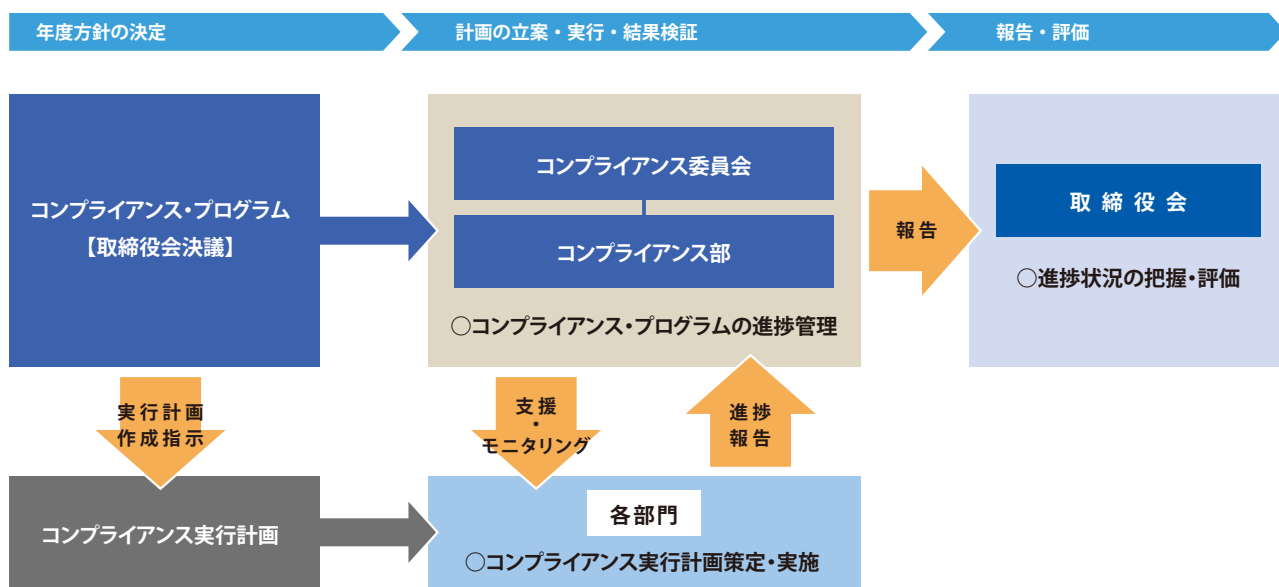 年度方針の決定
計画の立案・実行・結果検証
報告・評価
コンプライアンス・プログラム
【取締役会決議】
コンプライアンス委員会
コンプライアンス部
○コンプライアンス・プログラムの進捗管理
報告
取締役会
○進捗状況の把握・評価
実行計画
作成指示
支援
・
モニタリング
進捗
報告
コンプライアンス実行計画
各部門
○コンプライアンス実行計画策定・実施